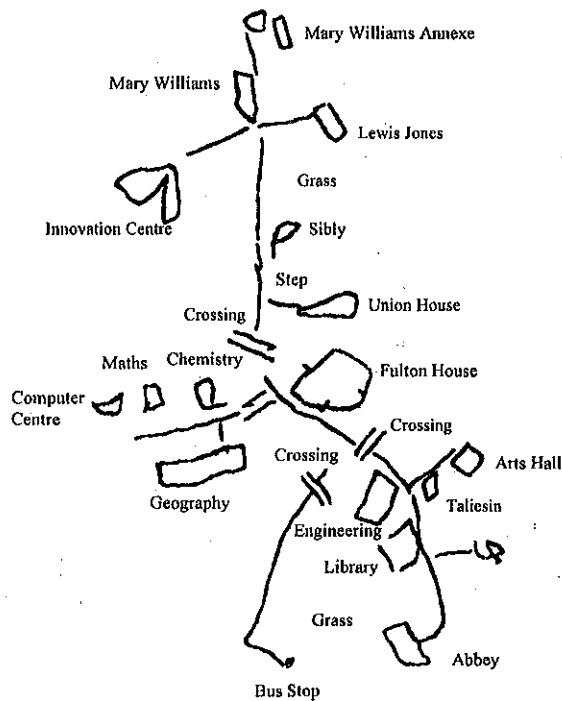 Mary Williams Annexe
Mary Williams
Lewis Jones
Grass
Innovation Centre
Sibly
Step
Union House
Crossing
Maths
Chemistry
Fulton House
Computer
Centre
Crossing
Crossing
Arts Hall
Geography
Taliesin
Engineering
Library
Grass
Abbey
Bus Stop